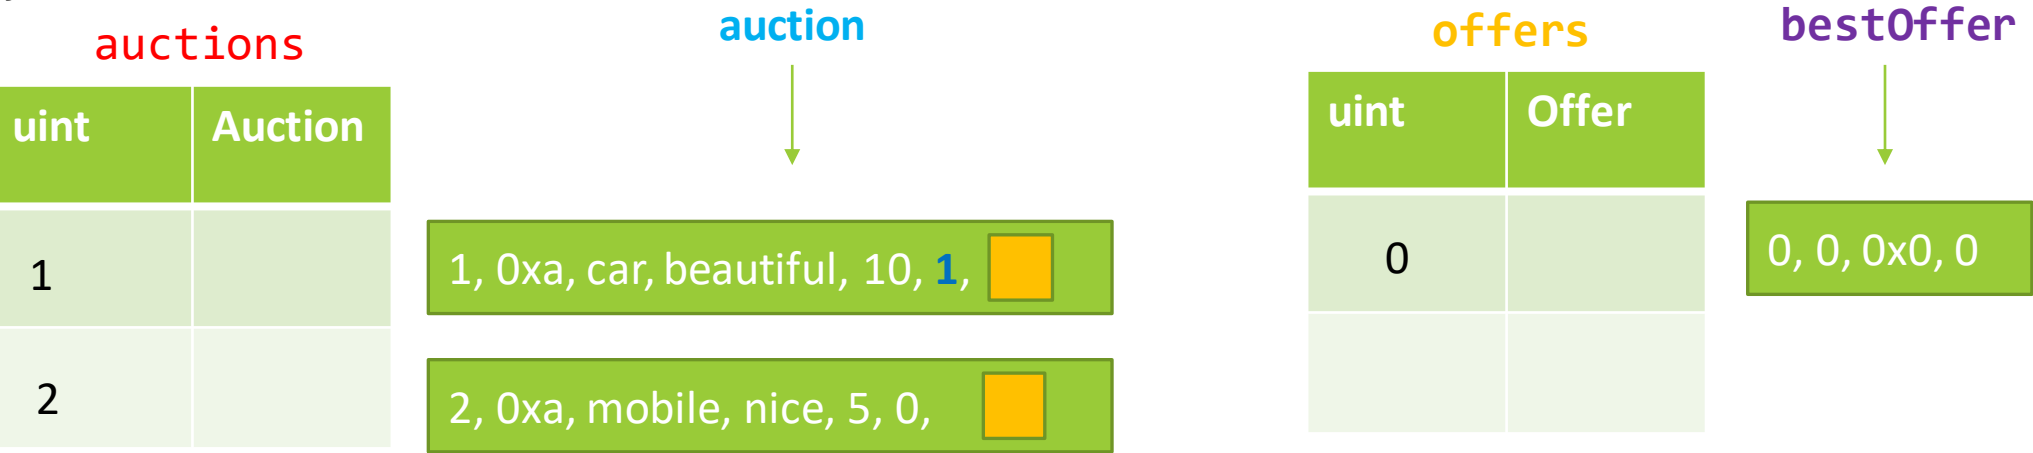 auctions
auction
offers
bestOffer
uint Auction
1
2
1, 0xa, car, beautiful, 10, 1,
2, 0xa, mobile, nice, 5, 0,
uint Offer
0
0, 0, 0x0, 0